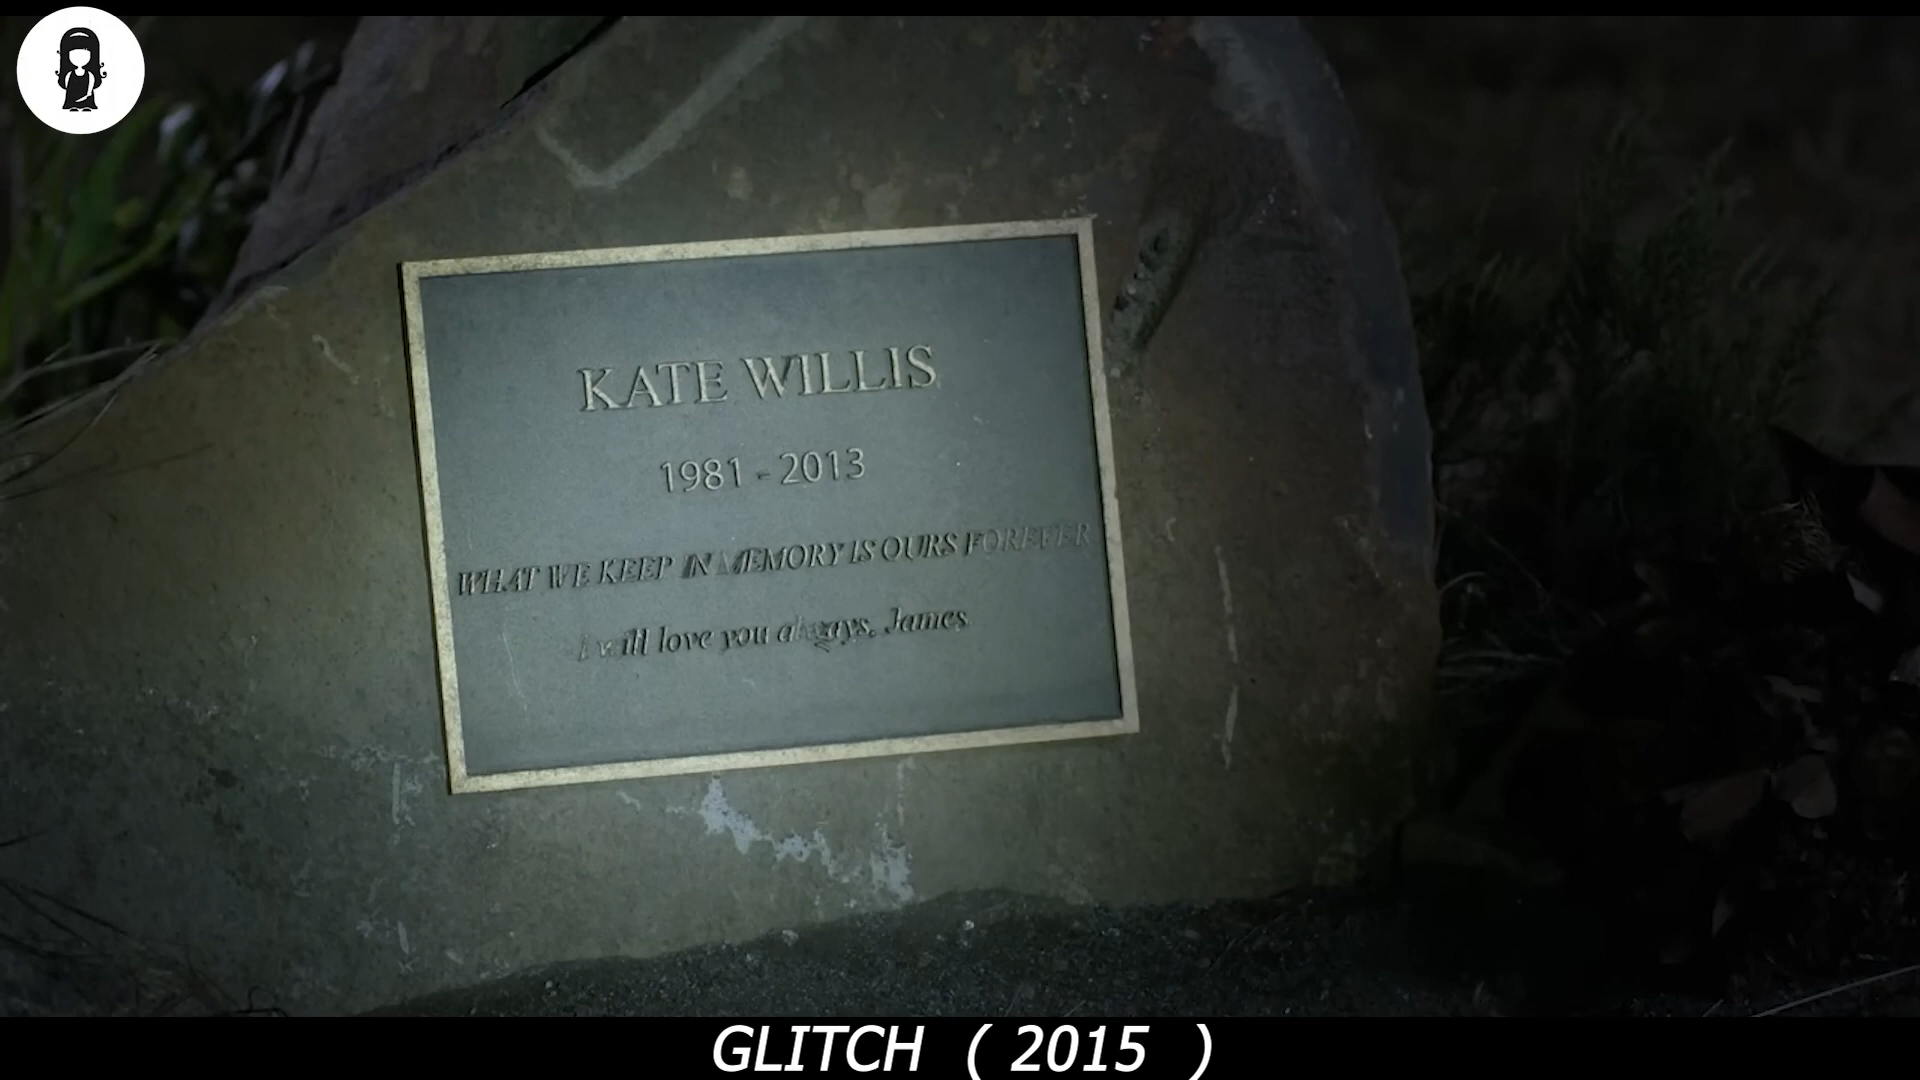 KATE WILLIS
1981 - 2013
WHAT WE KEEP IN MEMORY IS OURS FOREVER
I will love you always, James
GLITCH ( 2015 )